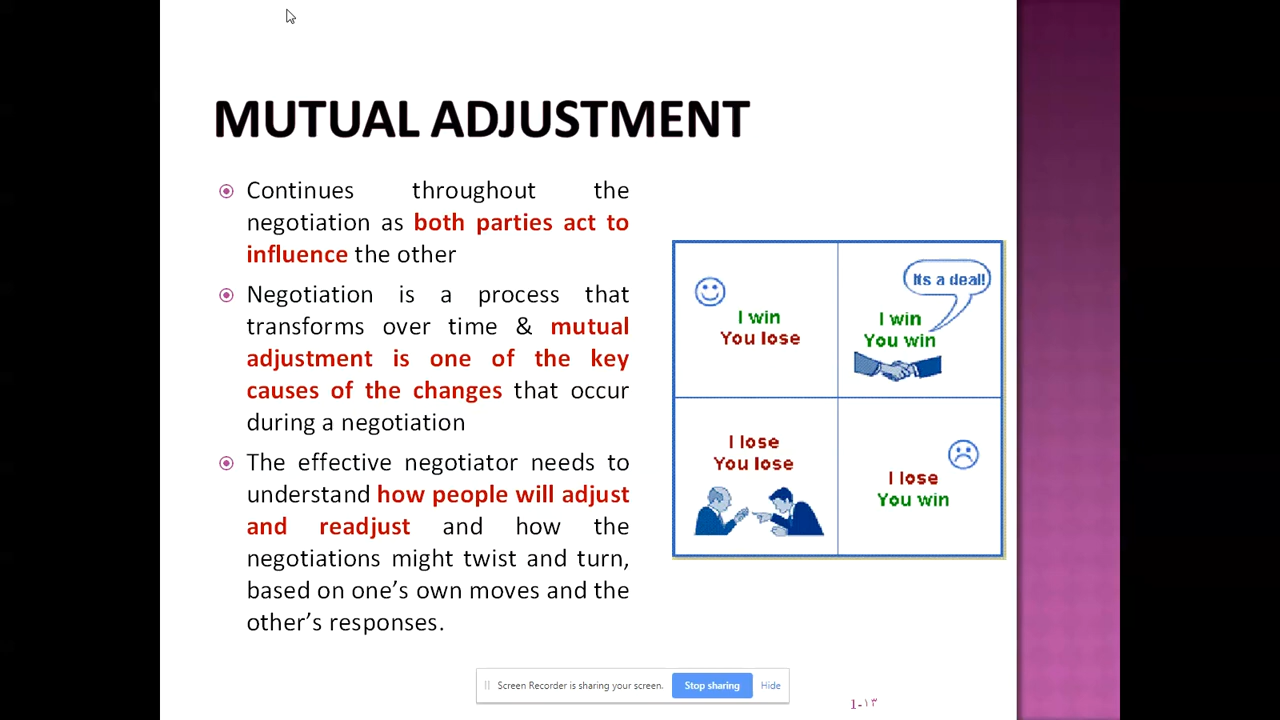 MUTUAL ADJUSTMENT
Continues throughout the
negotiation as both parties act to
influence the other
Negotiation is a process that
transforms over time & mutual
adjustment is one of the key
causes of the changes that occur
during a negotiation
The effective negotiator needs to
understand how people will adjust
and readjust and how the
negotiations might twist and turn,
based on one’s own moves and the
other’s responses.
I win
You lose
Its a deal!
I win
You win
I lose
You lose
I lose
You win
Screen Recorder is sharing your screen. Stop sharing Hide
1-١٣